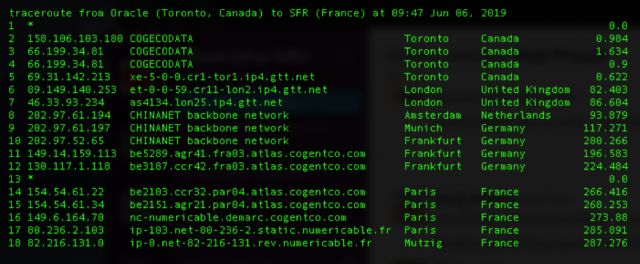 traceroute from Oracle (Toronto, Canada) to SFR (France) at 09:47 Jun 06, 2019
1 * 0.0
2 158.106.103.180 COGECODATA Toronto Canada 0.984
3 66.199.34.81 COGECODATA Toronto Canada 1.634
4 66.199.34.81 COGECODATA Toronto Canada 0.9
5 69.31.142.213 xe-5-0-0.cr1-tor1.ip4.gtt.net Toronto Canada 0.622
6 89.149.140.253 et-0-0-59.cr11-lon2.ip4.gtt.net London United Kingdom 82.403
7 46.33.93.234 as4134.lon25.ip4.gtt.net London United Kingdom 86.604
8 202.97.61.194 CHINANET backbone network Amsterdam Netherlands 93.879
9 202.97.61.197 CHINANET backbone network Munich Germany 117.271
10 202.97.52.65 CHINANET backbone network Frankfurt Germany 200.266
11 149.14.159.113 be5289.agr41.fra03.atlas.cogentco.com Frankfurt Germany 196.583
12 130.117.1.118 be3187.ccr42.fra03.atlas.cogentco.com Frankfurt Germany 224.484
13 * 0.0
14 154.54.61.22 be2103.ccr32.par04.atlas.cogentco.com Paris France 266.416
15 154.54.61.34 be2151.agr21.par04.atlas.cogentco.com Paris France 268.253
16 149.6.164.70 nc-numericable.demarc.cogentco.com Paris France 273.88
17 80.236.2.103 ip-103.net-80-236-2.static.numericable.fr Paris France 285.891
18 82.216.131.0 ip-0.net-82-216-131.rev.numericable.fr Mutzig France 287.276